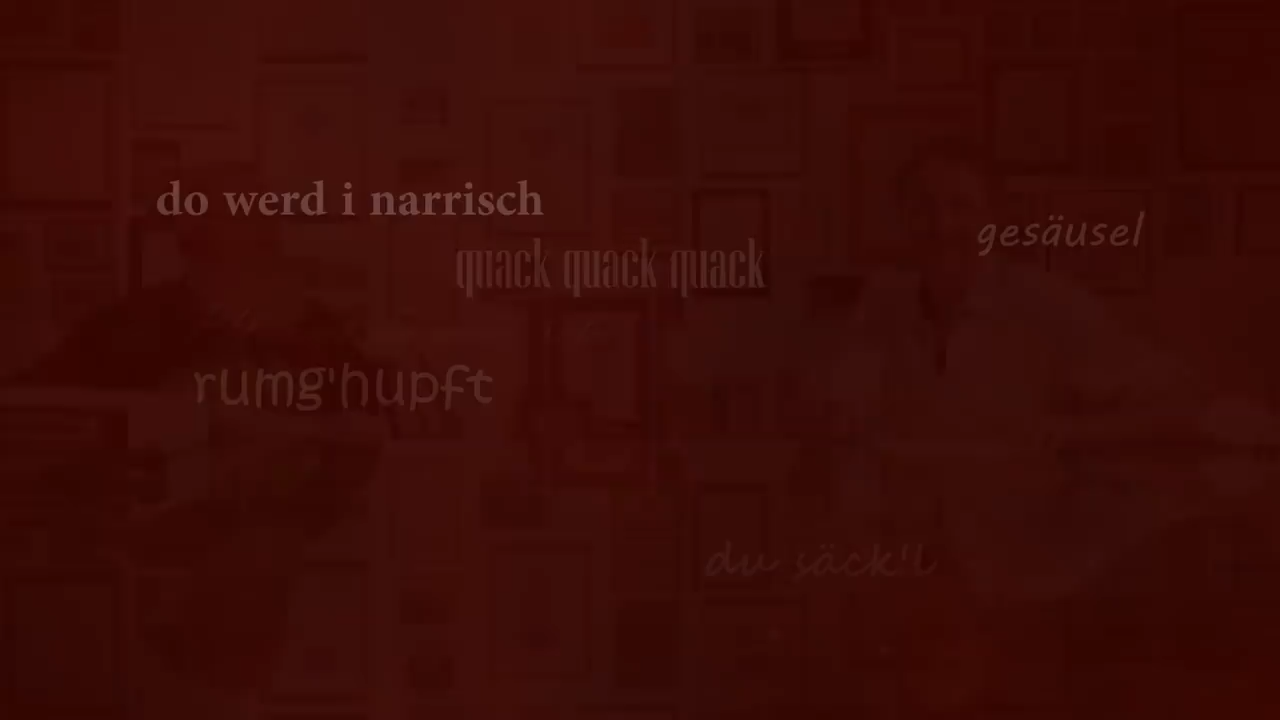 do werd i narrisch
gesäusel
quack quack quack
rumg'hupft
du säck'l